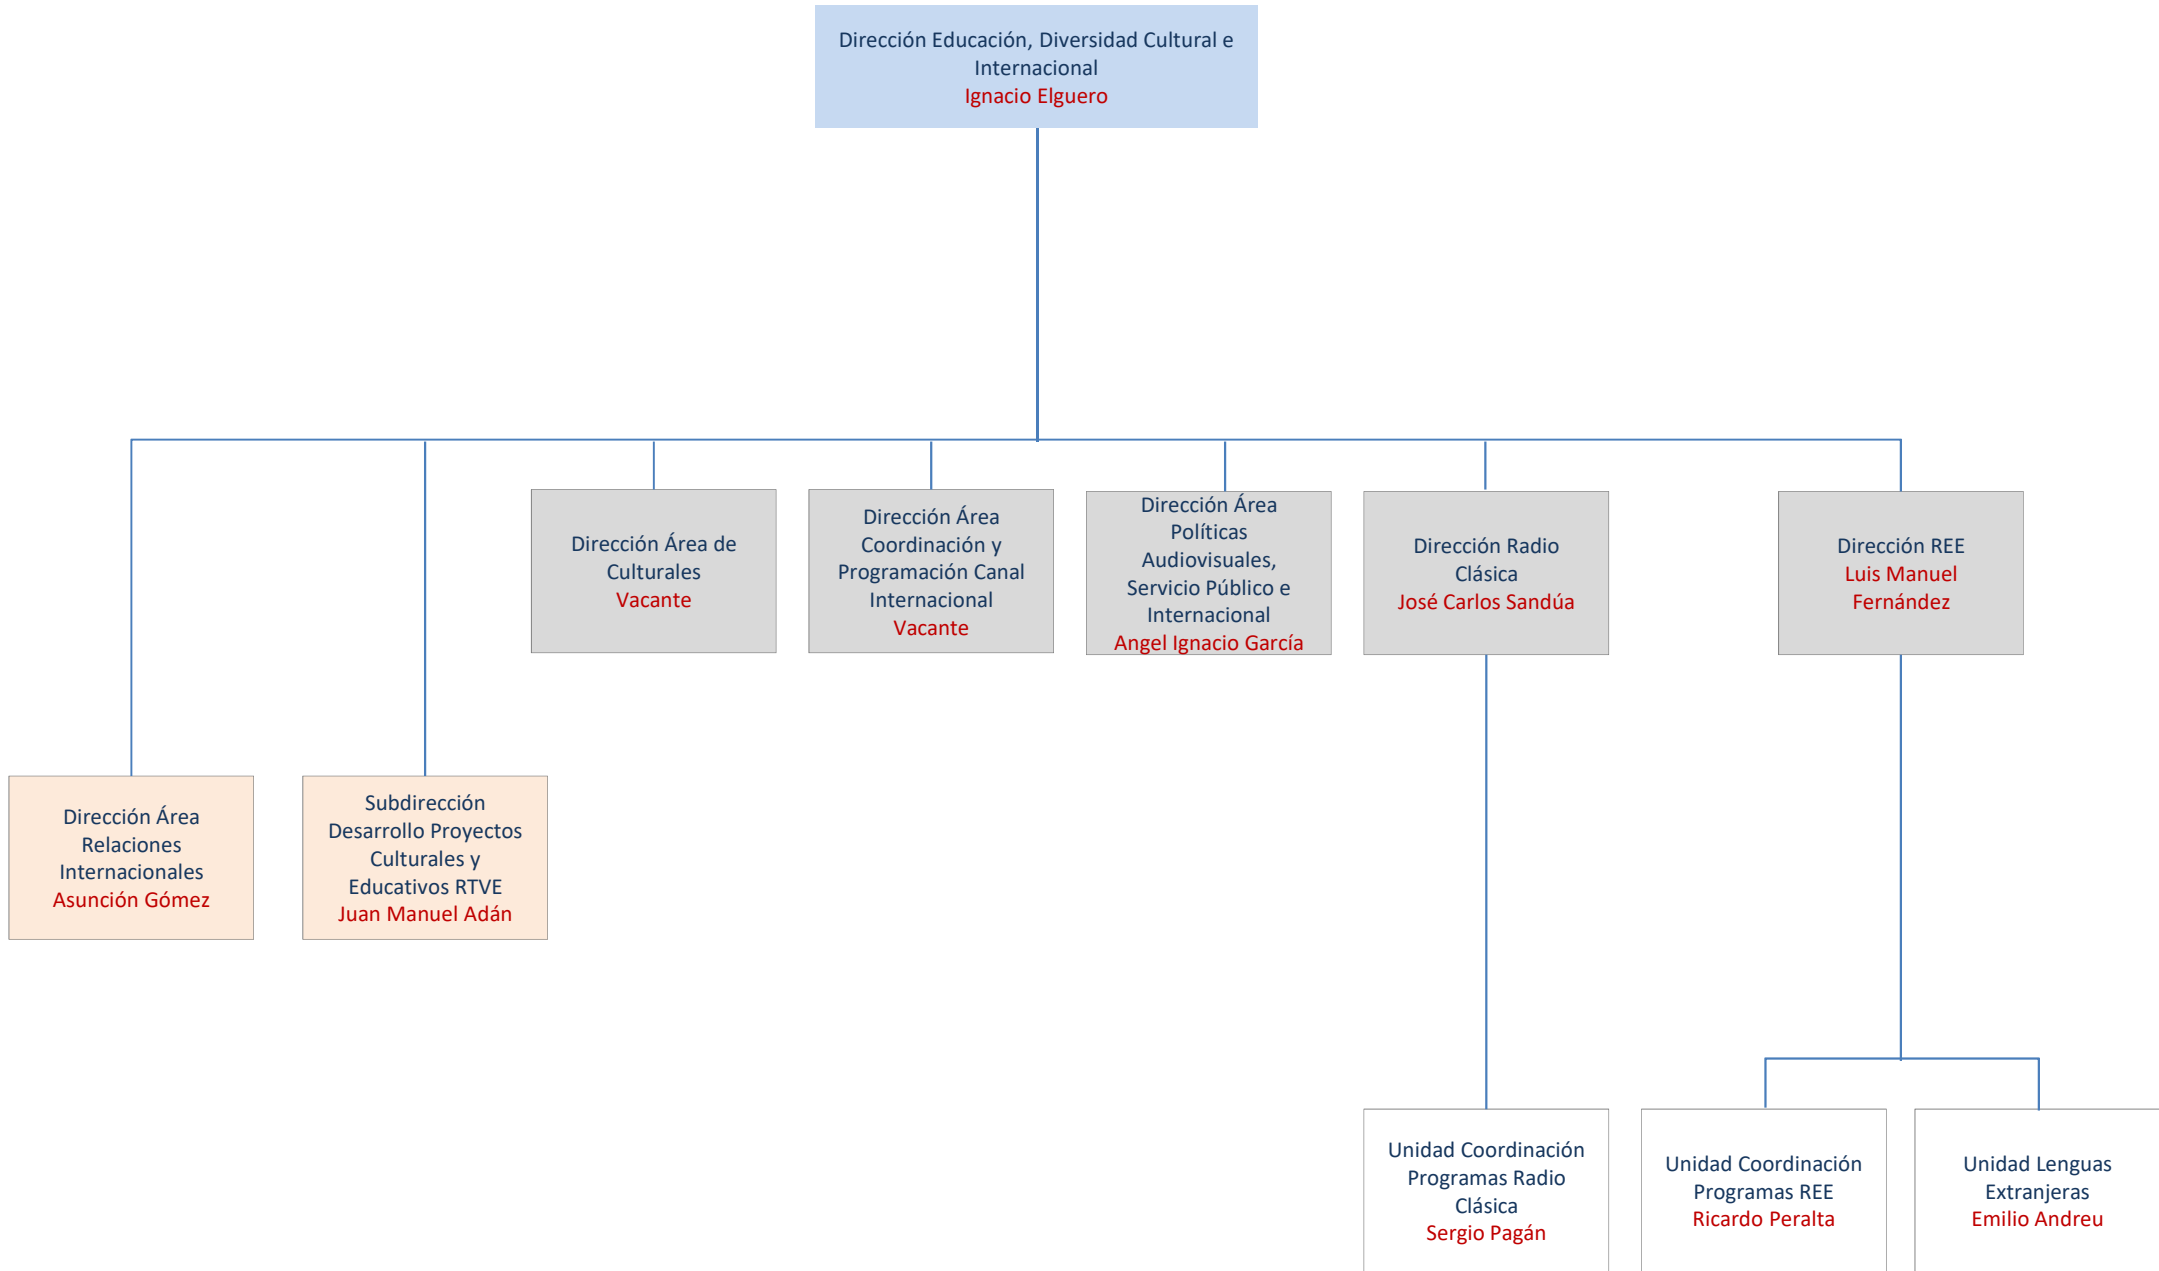 Dirección Educación, Diversidad Cultural e
Internacional
Ignacio Elguero
Dirección Área de
Culturales
Vacante
Dirección Área
Coordinación y
Programación Canal
Internacional
Vacante
Dirección Área
Políticas
Audiovisuales,
Servicio Público e
Internacional
Angel Ignacio García
Dirección Radio
Clásica
José Carlos Sandúa
Dirección REE
Luis Manuel
Fernández
Dirección Área
Relaciones
Internacionales
Asunción Gómez
Subdirección
Desarrollo Proyectos
Culturales y
Educativos RTVE
Juan Manuel Adán
Unidad Coordinación
Programas Radio
Clásica
Sergio Pagán
Unidad Coordinación
Programas REE
Ricardo Peralta
Unidad Lenguas
Extranjeras
Emilio Andreu